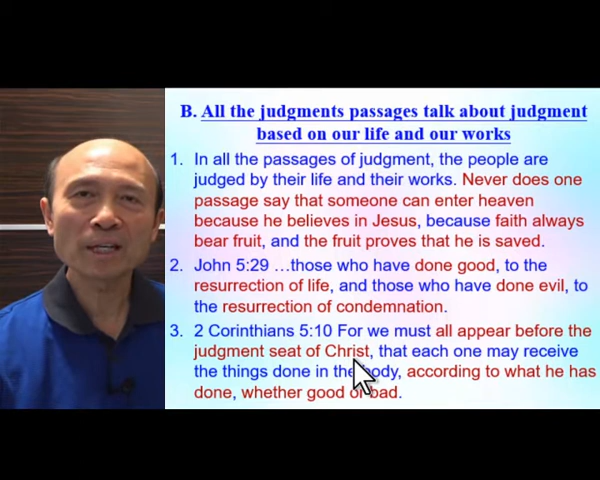 B. All the judgments passages talk about judgment
based on our life and our works
1. In all the passages of judgment, the people are
judged by their life and their works. Never does one
passage say that someone can enter heaven
because he believes in Jesus, because faith always
bear fruit, and the fruit proves that he is saved.
2. John 5:29 …those who have done good, to the
resurrection of life, and those who have done evil, to
the resurrection of condemnation.
3. 2 Corinthians 5:10 For we must all appear before the
judgment seat of Christ, that each one may receive
the things done in the body, according to what he has
done, whether good or bad.